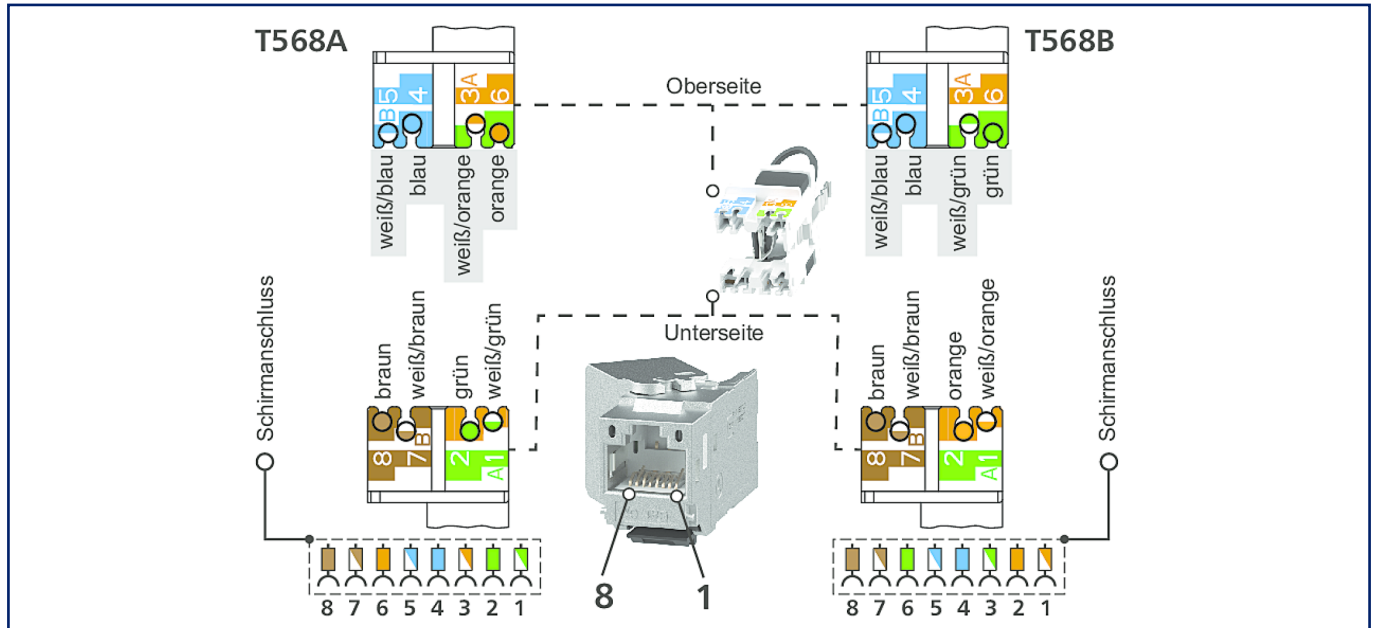 T568A
T568B
Oberseite
B5 4 3A 6
B5 4 3A 6
weiß/blau
blau
weiß/orange
orange
weiß/blau
blau
weiß/grün
grün
Unterseite
Schirmanschluss
braun
weiß/braun
grün
weiß/grün
braun
weiß/braun
orange
weiß/orange
Schirmanschluss
8 7B 2 A1
8 7B 2 A1
8 7 6 5 4 3 2 1
8 1
8 7 6 5 4 3 2 1